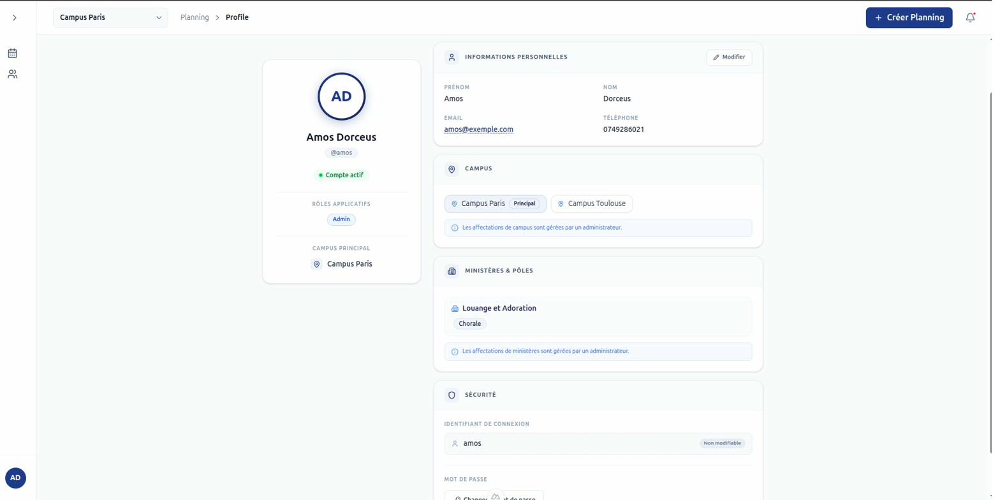 Campus Paris
Planning
Profile
Créer Planning
AD
Amos Dorceus
@amos
Compte actif
RÔLES APPLICATIFS
Admin
CAMPUS PRINCIPAL
Campus Paris
INFORMATIONS PERSONNELLES
Modifier
PRÉNOM
NOM
Amos
Dorceus
EMAIL
TÉLÉPHONE
amos@exemple.com
0749286021
CAMPUS
Campus Paris
Principal
Campus Toulouse
Les affectations de campus sont gérées par un administrateur.
MINISTÈRES & PÔLES
Louange et Adoration
Chorale
Les affectations de ministères sont gérées par un administrateur.
SÉCURITÉ
IDENTIFIANT DE CONNEXION
amos
Non modifiable
MOT DE PASSE
de passe
AD